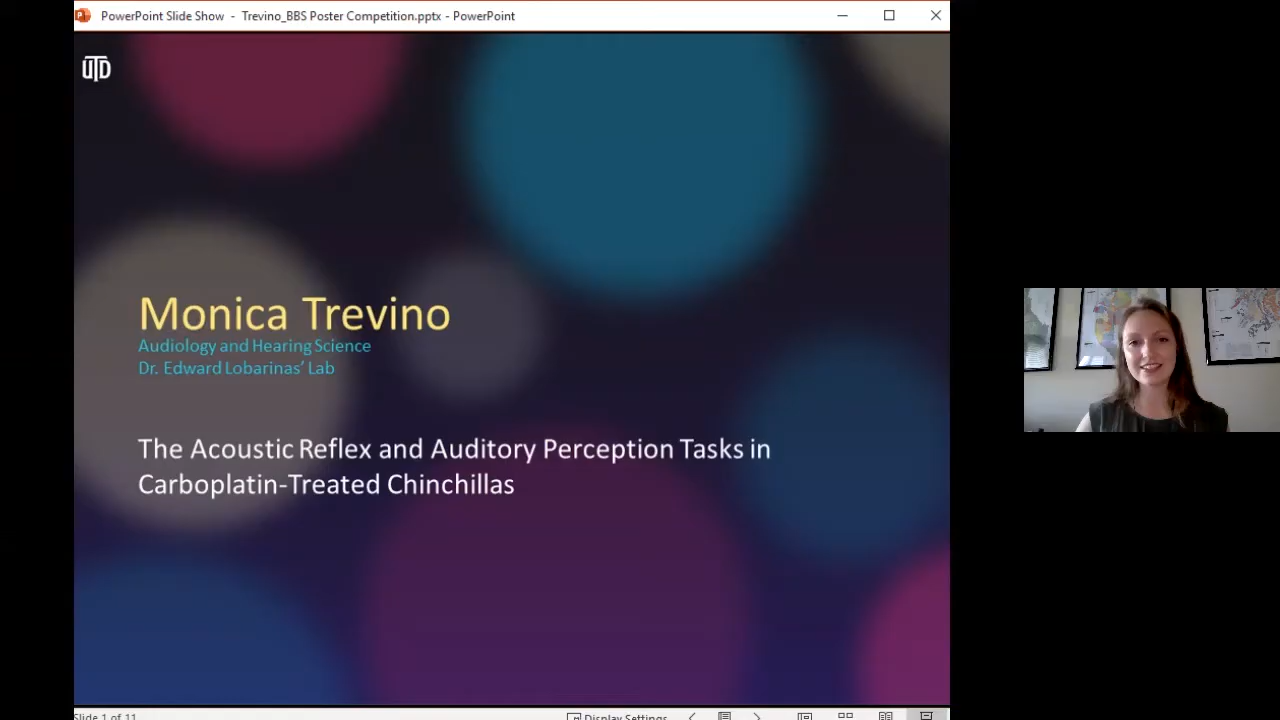 PowerPoint Slide Show - Trevino_BBS Poster Competition.pptx - PowerPoint
UTD
Monica Trevino
Audiology and Hearing Science
Dr. Edward Lobarinas’ Lab
The Acoustic Reflex and Auditory Perception Tasks in
Carboplatin-Treated Chinchillas
Slide 1 of 11
Display Settings